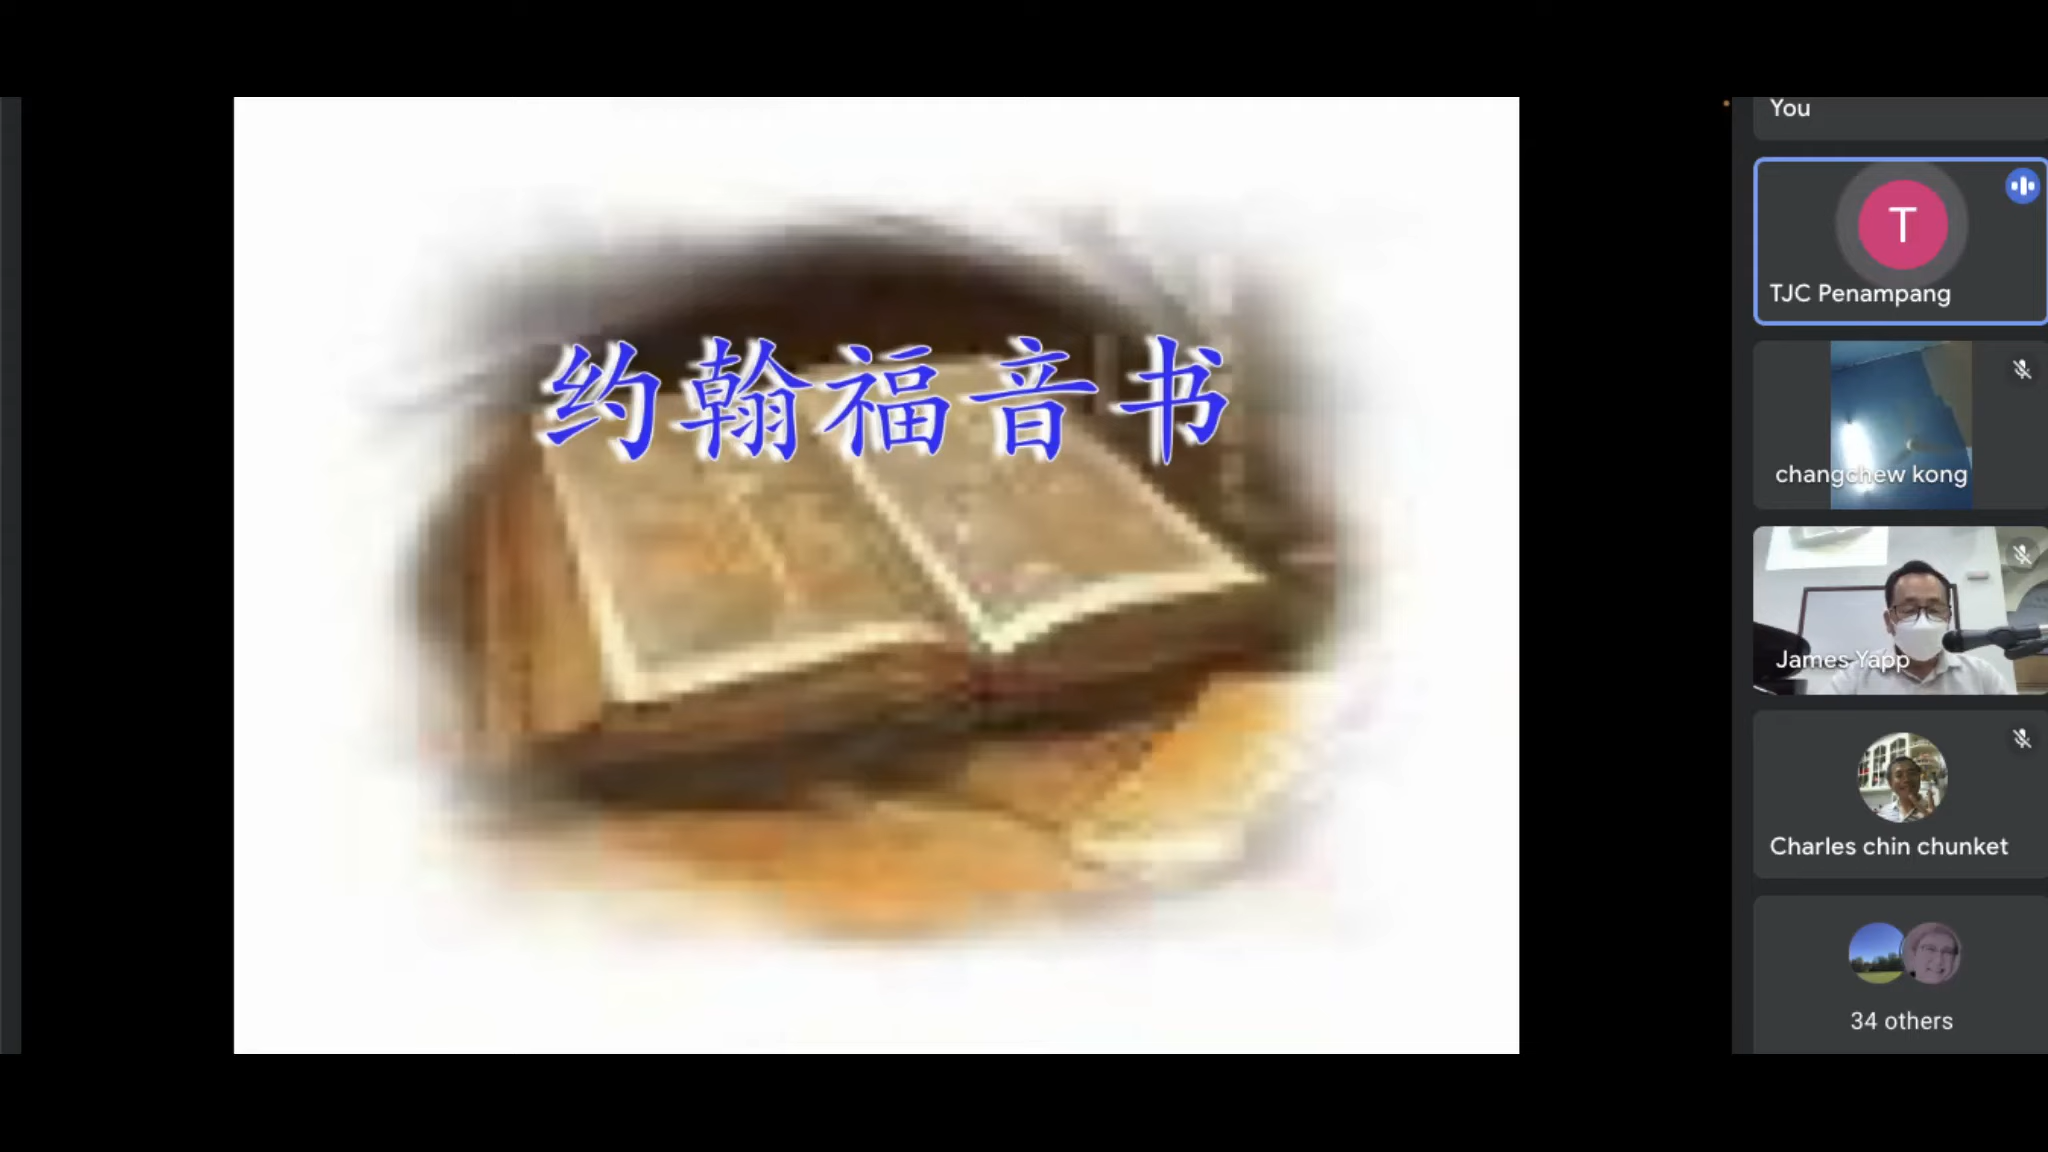 约翰福音书
You
T
TJC Penampang
changchew kong
James Yapp
Charles chin chunket
34 others